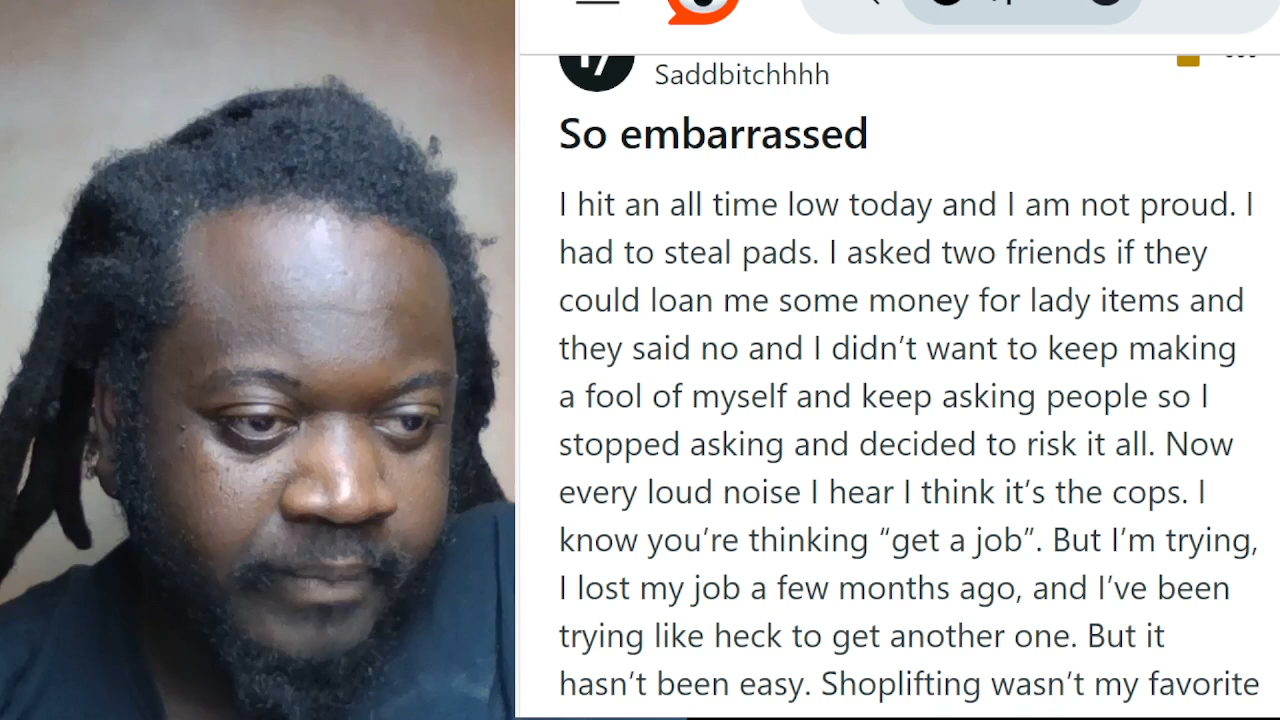 Saddbitchhhh
So embarrassed
I hit an all time low today and I am not proud. I
had to steal pads. I asked two friends if they
could loan me some money for lady items and
they said no and I didn’t want to keep making
a fool of myself and keep asking people so I
stopped asking and decided to risk it all. Now
every loud noise I hear I think it’s the cops. I
know you’re thinking “get a job”. But I’m trying,
I lost my job a few months ago, and I’ve been
trying like heck to get another one. But it
hasn’t been easy. Shoplifting wasn’t my favorite